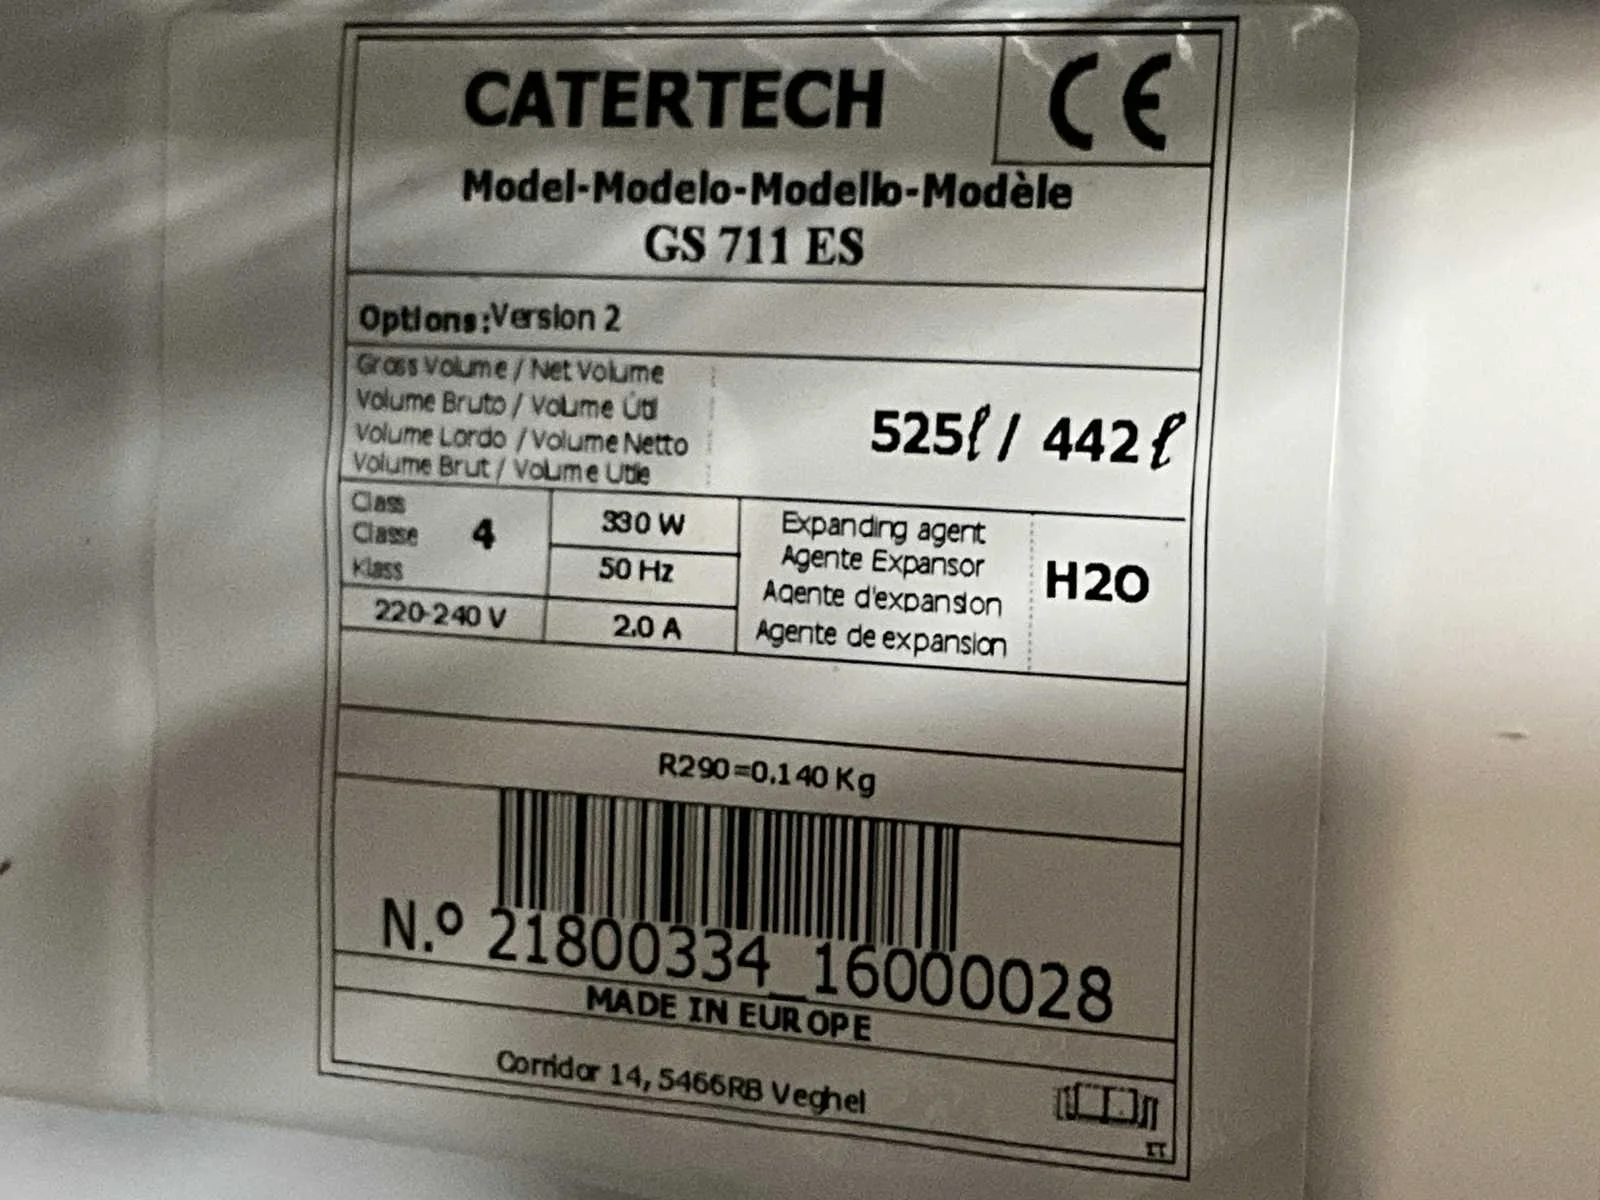 CATERTECH
CE
Model-Modelo-Modello-Modèle
GS 711 ES
Options:Version 2
Gross Volume / Net Volume
Volume Bruto / Volume Útil
Volume Lordo / Volume Netto
Volume Brut / Volume Utile
525ℓ / 442ℓ
Class
Classe 4
Klass
220-240 V
330 W
50 Hz
2.0 A
Expanding agent
Agente Expansor
Agente d'expansion
Agente de expansion
H2O
R290=0.140 Kg
N.º 21800334_16000028
MADE IN EUROPE
Corridor 14, 5466RB Veghel
IT